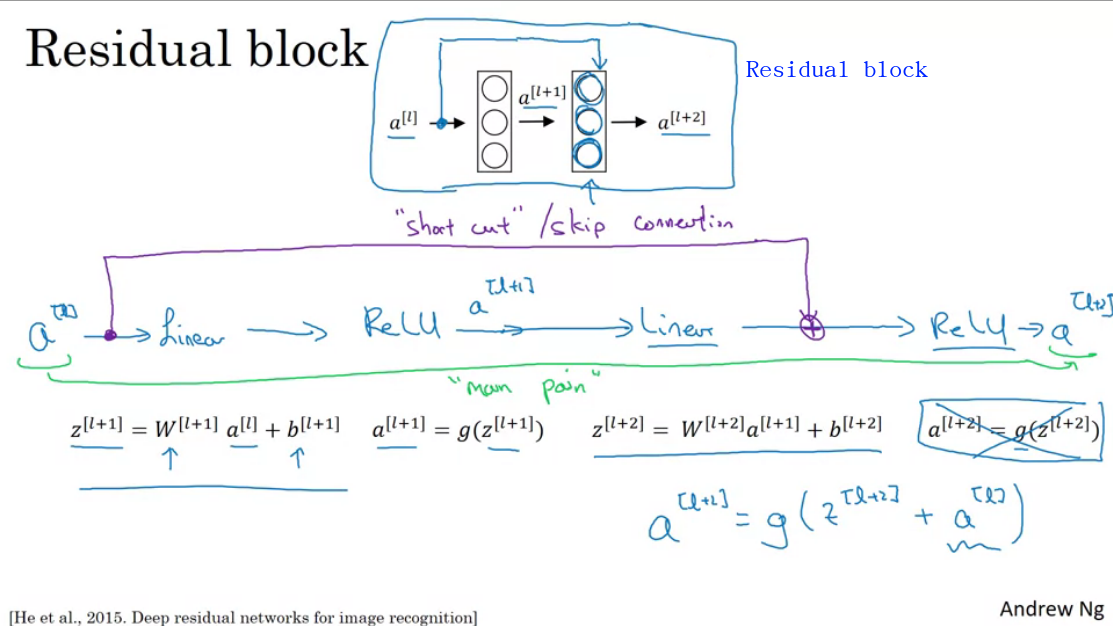 Residual block
Residual block
a[l] a[l+1] a[l+2]
"short cut" /skip connection
a[l] Linear ReLU a[l+1] Linear ReLU a[l+2]
"main path"
z[l+1] = W[l+1] a[l] + b[l+1] a[l+1] = g(z[l+1]) z[l+2] = W[l+2]a[l+1] + b[l+2] a[l+2] = g(z[l+2])
a[l+2] = g(z[l+2] + a[l])
[He et al., 2015. Deep residual networks for image recognition]
Andrew Ng